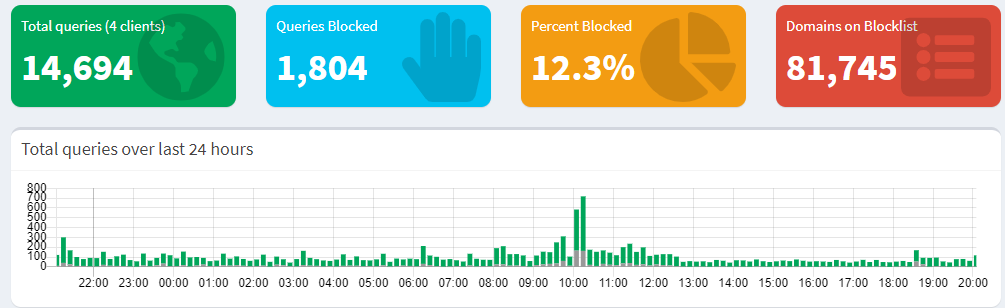 Total queries (4 clients)
14,694
Queries Blocked
1,804
Percent Blocked
12.3%
Domains on Blocklist
81,745
Total queries over last 24 hours
800
700
600
500
400
300
200
100
0
22:00 23:00 00:00 01:00 02:00 03:00 04:00 05:00 06:00 07:00 08:00 09:00 10:00 11:00 12:00 13:00 14:00 15:00 16:00 17:00 18:00 19:00 20:00